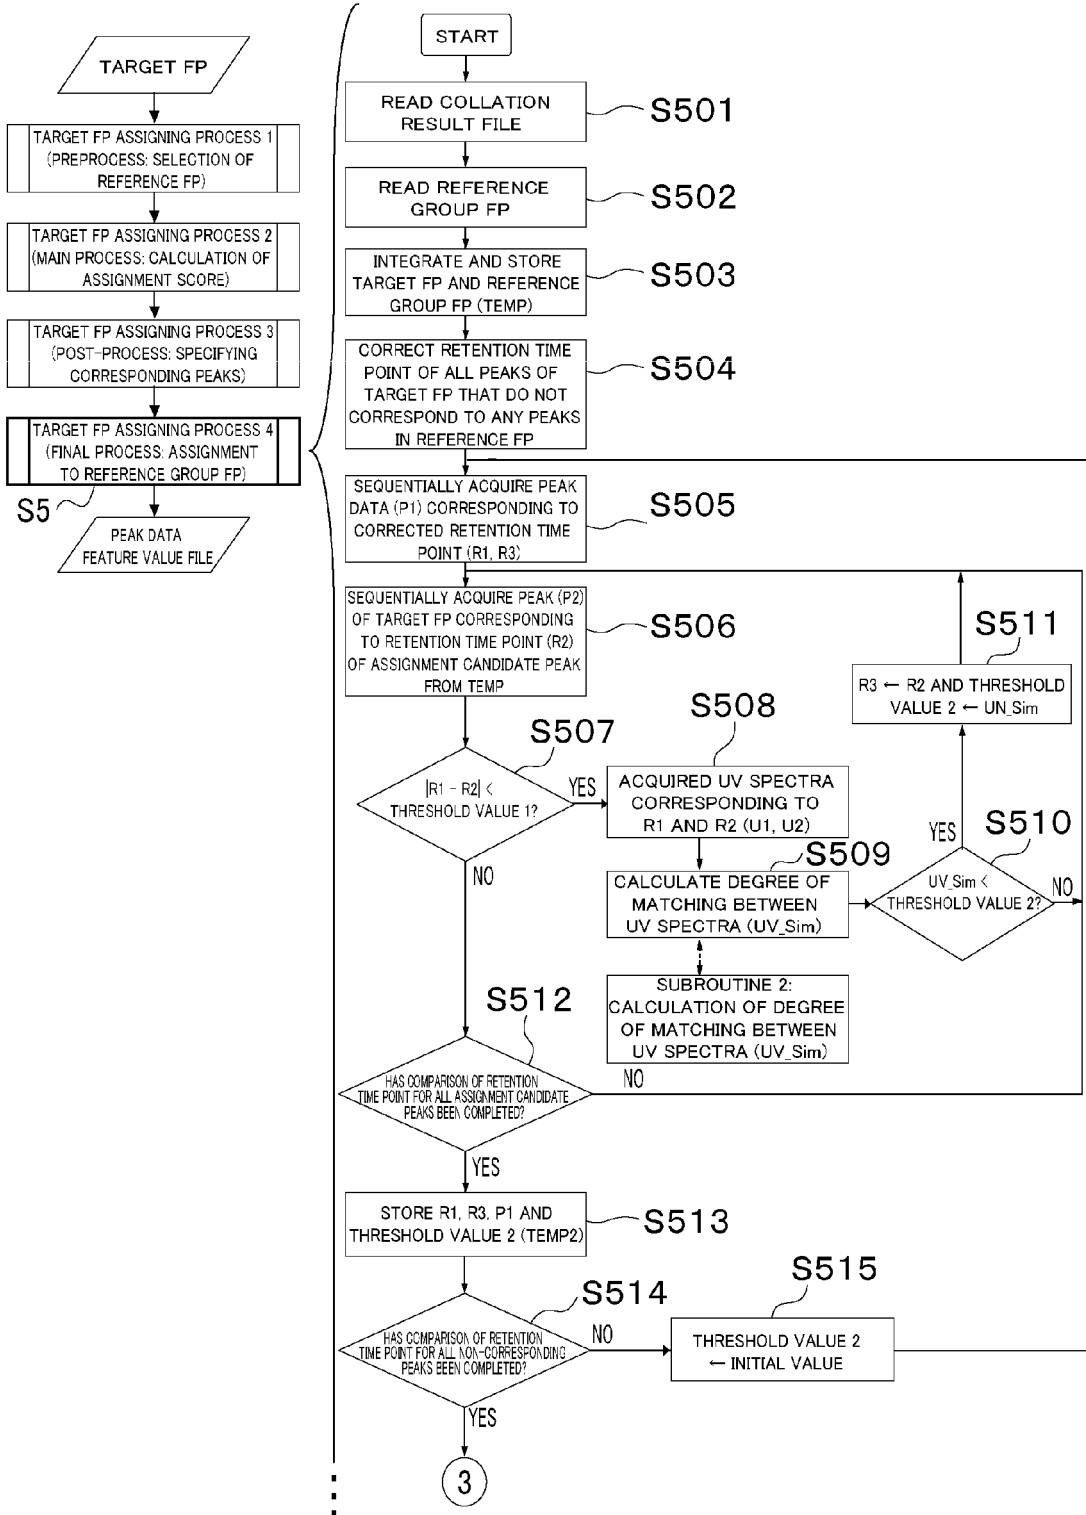 TARGET FP
TARGET FP ASSIGNING PROCESS 1
(PREPROCESS: SELECTION OF
REFERENCE FP)
TARGET FP ASSIGNING PROCESS 2
(MAIN PROCESS: CALCULATION OF
ASSIGNMENT SCORE)
TARGET FP ASSIGNING PROCESS 3
(POST-PROCESS: SPECIFYING
CORRESPONDING PEAKS)
TARGET FP ASSIGNING PROCESS 4
(FINAL PROCESS: ASSIGNMENT
TO REFERENCE GROUP FP)
S5
PEAK DATA
FEATURE VALUE FILE
START
READ COLLATION
RESULT FILE
S501
READ REFERENCE
GROUP FP
S502
INTEGRATE AND STORE
TARGET FP AND REFERENCE
GROUP FP (TEMP)
S503
CORRECT RETENTION TIME
POINT OF ALL PEAKS OF
TARGET FP THAT DO NOT
CORRESPOND TO ANY PEAKS
IN REFERENCE FP
S504
SEQUENTIALLY ACQUIRE PEAK
DATA (P1) CORRESPONDING TO
CORRECTED RETENTION TIME
POINT (R1, R3)
S505
SEQUENTIALLY ACQUIRE PEAK (P2)
OF TARGET FP CORRESPONDING
TO RETENTION TIME POINT (R2)
OF ASSIGNMENT CANDIDATE PEAK
FROM TEMP
S506
S507
|R1 - R2| <
THRESHOLD VALUE 1?
YES
NO
S508
ACQUIRED UV SPECTRA
CORRESPONDING TO
R1 AND R2 (U1, U2)
S509
CALCULATE DEGREE OF
MATCHING BETWEEN
UV SPECTRA (UV_Sim)
SUBROUTINE 2:
CALCULATION OF DEGREE
OF MATCHING BETWEEN
UV SPECTRA (UV_Sim)
S510
UV_Sim <
THRESHOLD VALUE 2?
YES
NO
S511
R3 ← R2 AND THRESHOLD
VALUE 2 ← UN_Sim
S512
HAS COMPARISON OF RETENTION
TIME POINT FOR ALL ASSIGNMENT CANDIDATE
PEAKS BEEN COMPLETED?
NO
YES
STORE R1, R3, P1 AND
THRESHOLD VALUE 2 (TEMP2)
S513
S514
HAS COMPARISON OF RETENTION
TIME POINT FOR ALL NON-CORRESPONDING
PEAKS BEEN COMPLETED?
NO
YES
S515
THRESHOLD VALUE 2
← INITIAL VALUE
3